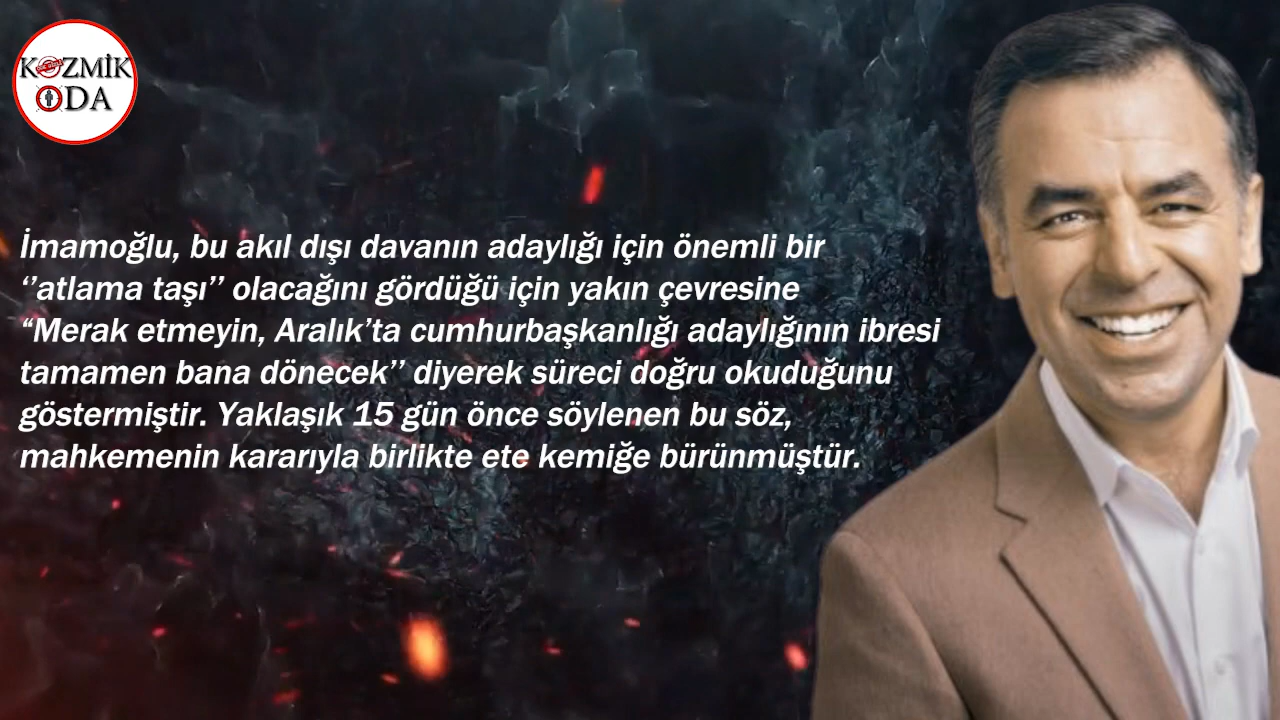 KOZMİK
ODA
İmamoğlu, bu akıl dışı davanın adaylığı için önemli bir
‘’atlama taşı’’ olacağını gördüğü için yakın çevresine
“Merak etmeyin, Aralık’ta cumhurbaşkanlığı adaylığının ibresi
tamamen bana dönecek’’ diyerek süreci doğru okuduğunu
göstermiştir. Yaklaşık 15 gün önce söylenen bu söz,
mahkemenin kararıyla birlikte ete kemiğe bürünmüştür.